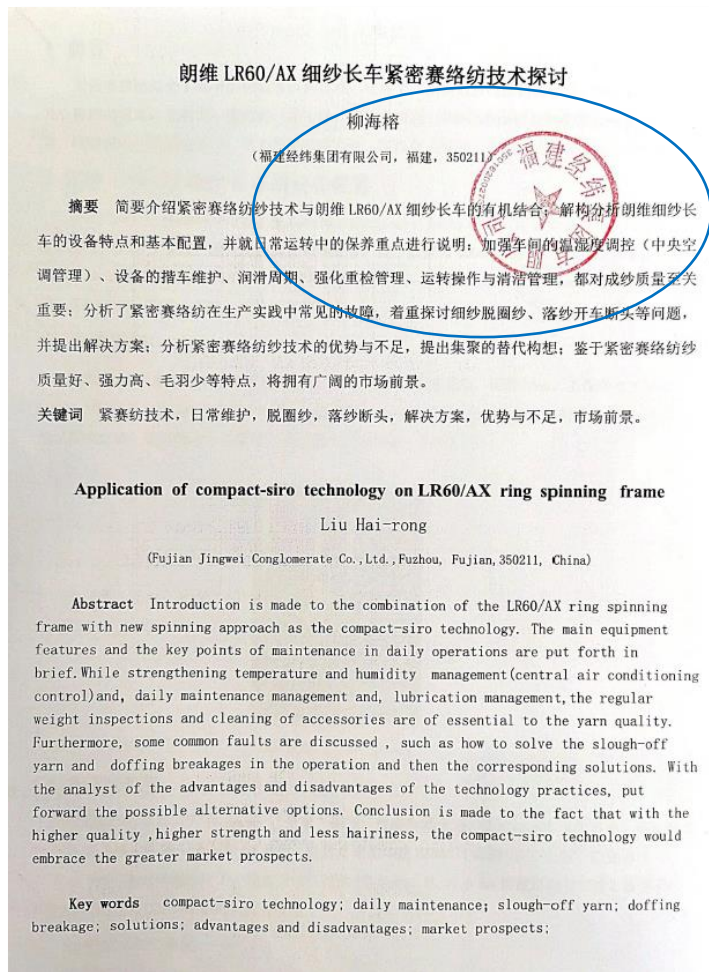 朗维 LR60/AX 细纱长车紧密赛络纺技术探讨
柳海榕
(福建经纬集团有限公司，福建，350211)
摘要 简要介绍紧密赛络纺纱技术与朗维 LR60/AX 细纱长车的有机结合；解构分析朗维细纱长
车的设备特点和基本配置，并就日常运转中的保养重点进行说明；加强车间的温湿度调控（中央空
调管理）、设备的揩车维护、润滑周期、强化重检管理、运转操作与清洁管理，都对成纱质量至关
重要；分析了紧密赛络纺在生产实践中常见的故障，着重探讨细纱脱圈纱、落纱开车断头等问题，
并提出解决方案；分析紧密赛络纺纱技术的优势与不足，提出集聚的替代构想；鉴于紧密赛络纺纱
质量好、强力高、毛羽少等特点，将拥有广阔的市场前景。
关键词 紧赛纺技术，日常维护，脱圈纱，落纱断头，解决方案，优势与不足，市场前景。
福建经纬
有限公司
Application of compact-siro technology on LR60/AX ring spinning frame
Liu Hai-rong
(Fujian Jingwei Conglomerate Co.,Ltd.,Fuzhou, Fujian,350211, China)
Abstract Introduction is made to the combination of the LR60/AX ring spinning
frame with new spinning approach as the compact-siro technology. The main equipment
features and the key points of maintenance in daily operations are put forth in
brief.While strengthening temperature and humidity management(central air conditioning
control)and, daily maintenance management and, lubrication management,the regular
weight inspections and cleaning of accessories are of essential to the yarn quality.
Furthermore, some common faults are discussed , such as how to solve the slough-off
yarn and doffing breakages in the operation and then the corresponding solutions. With
the analyst of the advantages and disadvantages of the technology practices, put
forward the possible alternative options. Conclusion is made to the fact that with the
higher quality ,higher strength and less hairiness, the compact-siro technology would
embrace the greater market prospects.
Key words compact-siro technology; daily maintenance; slough-off yarn; doffing
breakage; solutions; advantages and disadvantages; market prospects;